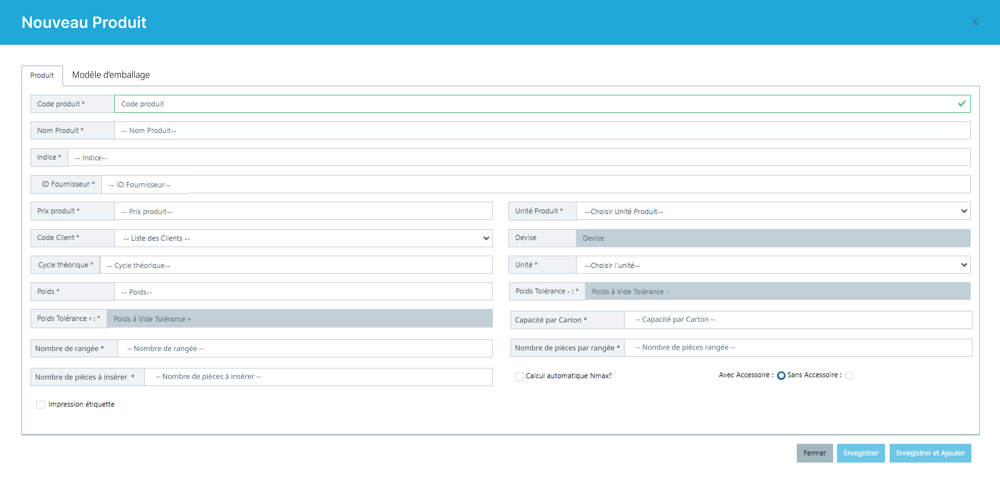 Nouveau Produit X
Produit Modèle d'emballage
Code produit * Code produit
Nom Produit * -- Nom Produit--
Indice * -- Indice--
ID Fournisseur * -- ID Fournisseur--
Prix produit * -- Prix produit-- Unité Produit * --Choisir Unité Produit--
Code Client * -- Liste des Clients -- Devise Devise
Cycle théorique * -- Cycle théorique-- Unité * --Choisir l'unité--
Poids * -- Poids-- Poids Tolérance - : * Poids à Vide Tolérance -
Poids Tolérance + : * Poids à Vide Tolérance + Capacité par Carton * -- Capacité par Carton --
Nombre de rangée * -- Nombre de rangée -- Nombre de pièces par rangée * -- Nombre de pièces rangée --
Nombre de pièces à insérer * -- Nombre de pièces à insérer -- Calcul automatique Nmax? Avec Accessoire : Sans Accessoire :
Impression étiquette
Fermer Enregistrer Enregistrer et Ajouter